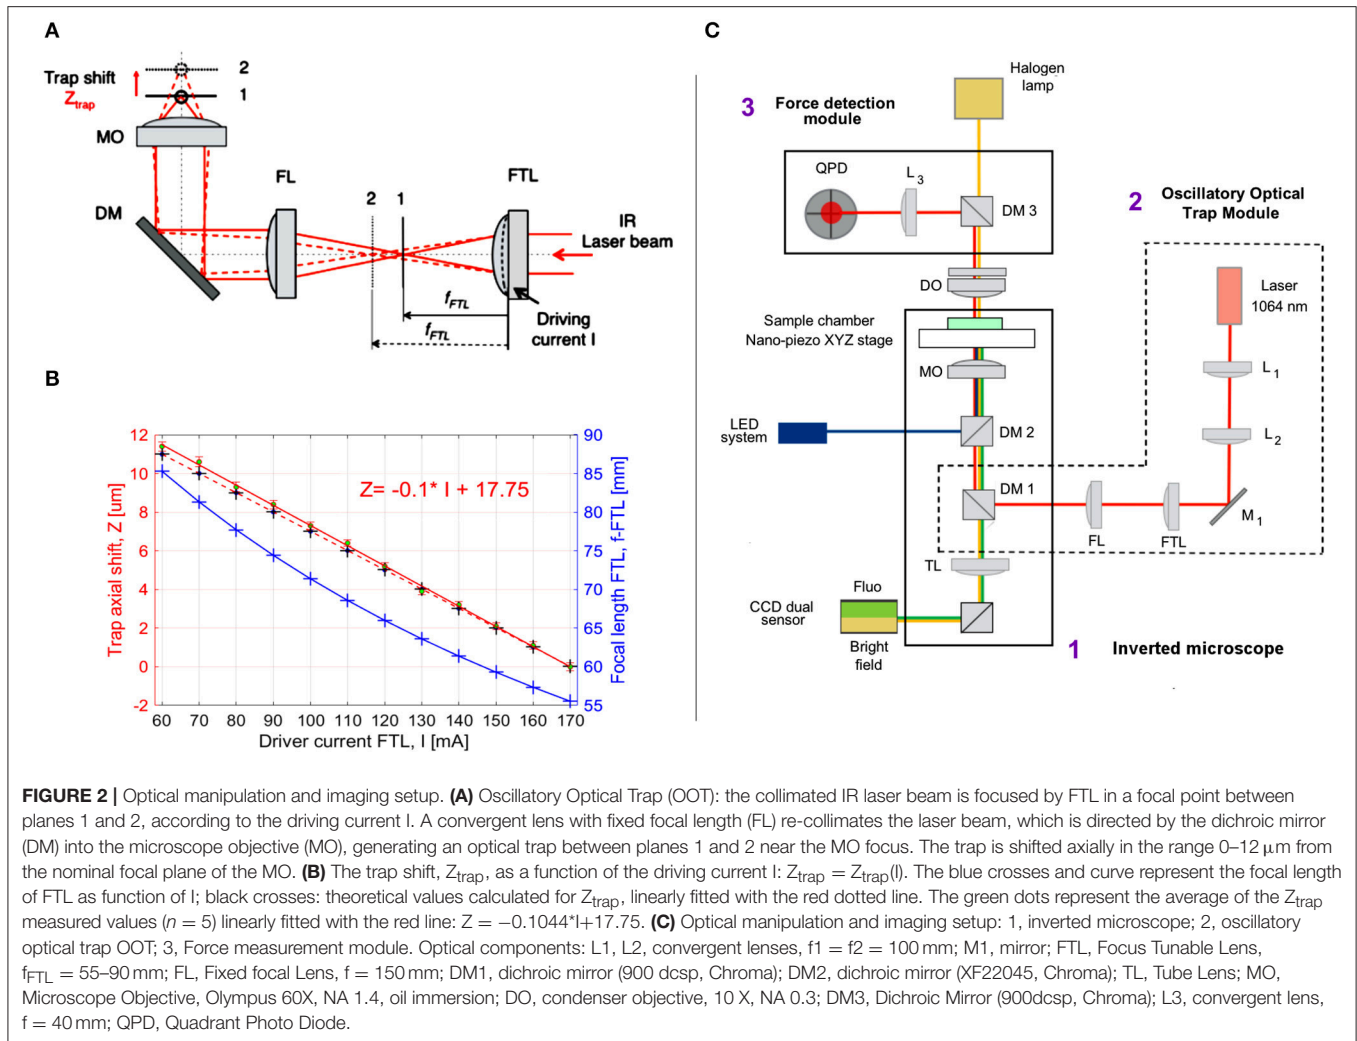 A
Trap shift
Z_trap
2
1
MO
DM
FL
2
1
FTL
IR
Laser beam
f_FTL
f_FTL
Driving
current I
B
12
10
8
6
4
2
0
-2
Trap axial shift, Z [um]
Z= -0.1* I + 17.75
90
85
80
75
70
65
60
55
Focal length FTL, f-FTL [mm]
60 70 80 90 100 110 120 130 140 150 160 170
Driver current FTL, I [mA]
C
Halogen
lamp
3 Force detection
module
QPD
L3
DM 3
2 Oscillatory Optical
Trap Module
DO
Laser
1064 nm
Sample chamber
Nano-piezo XYZ stage
MO
L1
LED
system
DM 2
L2
DM 1
FL
FTL
M1
TL
CCD dual
sensor
Fluo
Bright
field
1 Inverted microscope
FIGURE 2 | Optical manipulation and imaging setup. (A) Oscillatory Optical Trap (OOT): the collimated IR laser beam is focused by FTL in a focal point between
planes 1 and 2, according to the driving current I. A convergent lens with fixed focal length (FL) re-collimates the laser beam, which is directed by the dichroic mirror
(DM) into the microscope objective (MO), generating an optical trap between planes 1 and 2 near the MO focus. The trap is shifted axially in the range 0–12 μm from
the nominal focal plane of the MO. (B) The trap shift, Z_trap, as a function of the driving current I: Z_trap = Z_trap(I). The blue crosses and curve represent the focal length
of FTL as function of I; black crosses: theoretical values calculated for Z_trap, linearly fitted with the red dotted line. The green dots represent the average of the Z_trap
measured values (n = 5) linearly fitted with the red line: Z = −0.1044*I+17.75. (C) Optical manipulation and imaging setup: 1, inverted microscope; 2, oscillatory
optical trap OOT; 3, Force measurement module. Optical components: L1, L2, convergent lenses, f1 = f2 = 100 mm; M1, mirror; FTL, Focus Tunable Lens,
f_FTL = 55–90 mm; FL, Fixed focal Lens, f = 150 mm; DM1, dichroic mirror (900 dcsp, Chroma); DM2, dichroic mirror (XF22045, Chroma); TL, Tube Lens; MO,
Microscope Objective, Olympus 60X, NA 1.4, oil immersion; DO, condenser objective, 10 X, NA 0.3; DM3, Dichroic Mirror (900dcsp, Chroma); L3, convergent lens,
f = 40 mm; QPD, Quadrant Photo Diode.